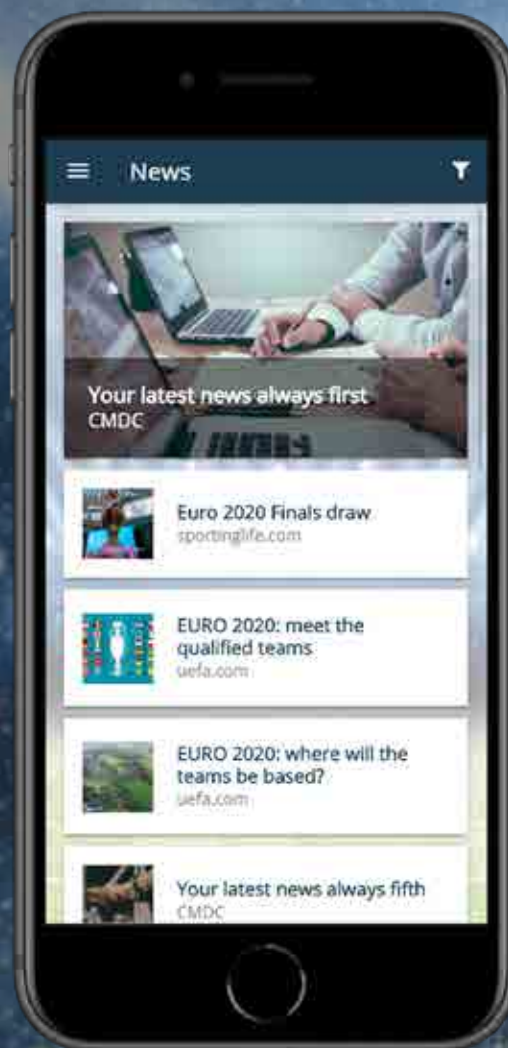 News
Your latest news always first
CMDC
Euro 2020 Finals draw
sportinglife.com
EURO 2020: meet the
qualified teams
uefa.com
EURO 2020: where will the
teams be based?
uefa.com
Your latest news always fifth
CMDC